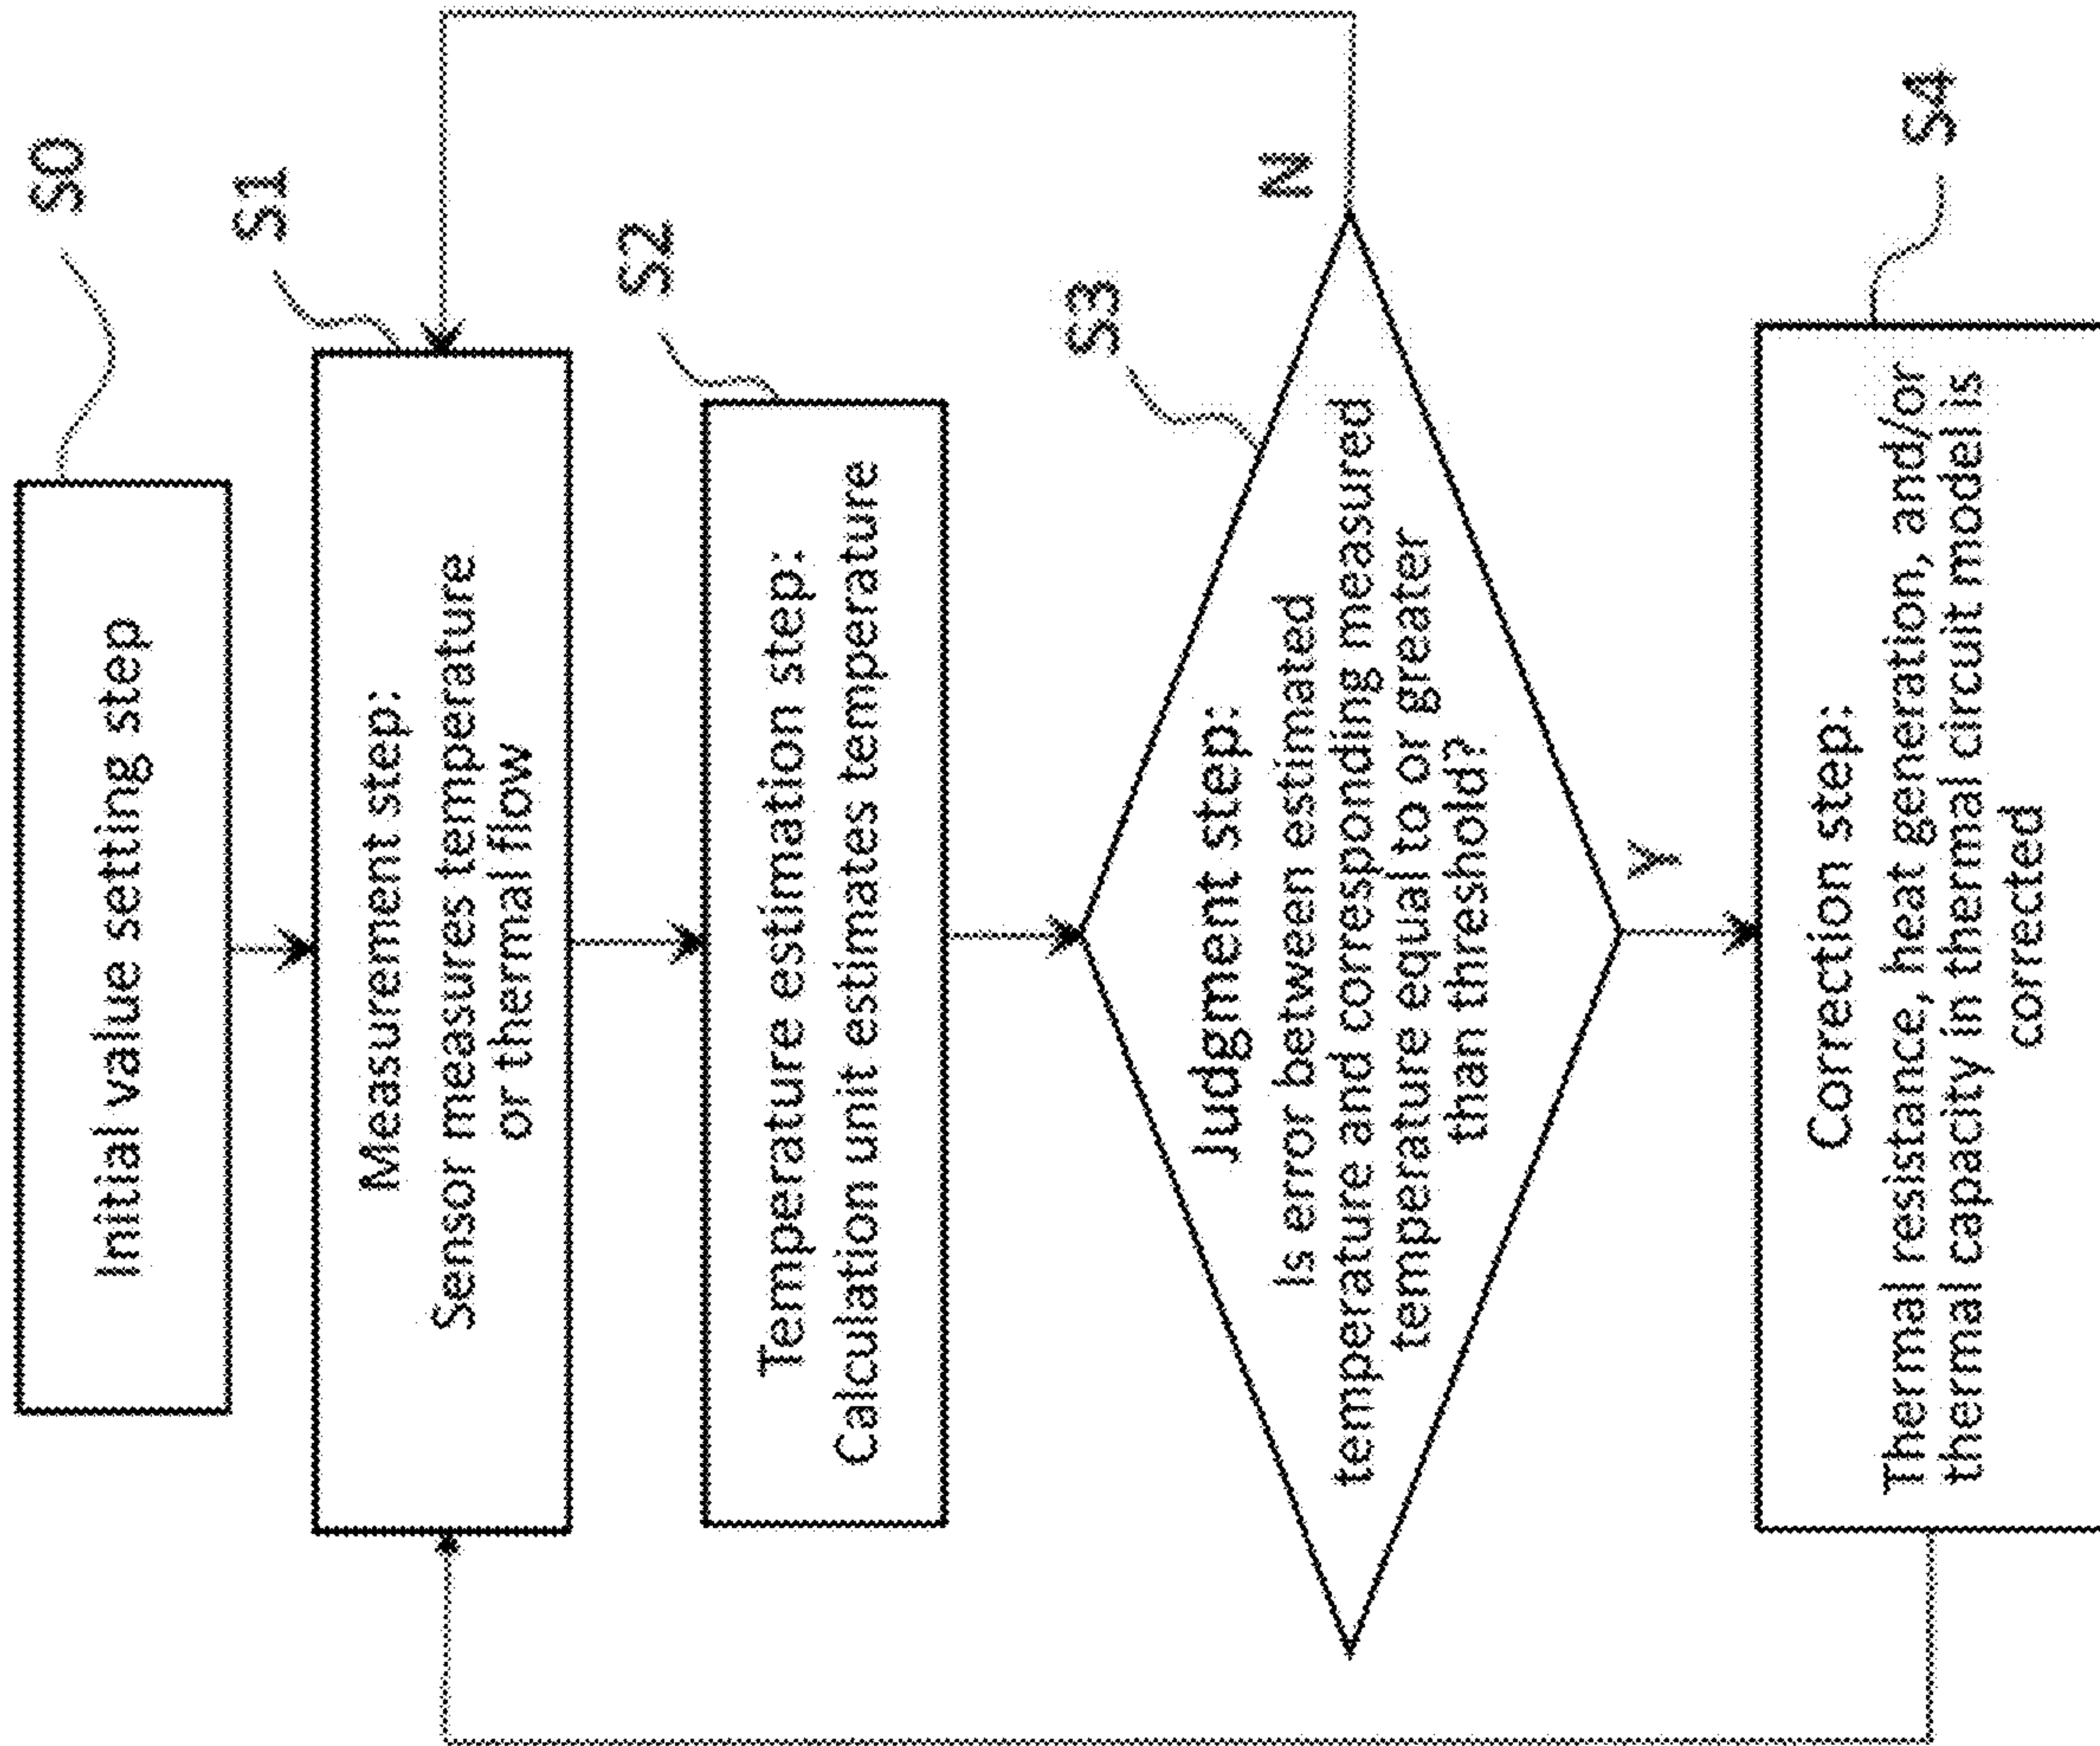 S0
Initial value setting step
S1
Measurement step:
Sensor measures temperature
or thermal flow
S2
Temperature estimation step:
Calculation unit estimates temperature
S3
Judgment step:
Is error between estimated
temperature and corresponding measured
temperature equal to or greater
than threshold?
N
Y
S4
Correction step:
Thermal resistance, heat generation, and/or
thermal capacity in thermal circuit model is
corrected